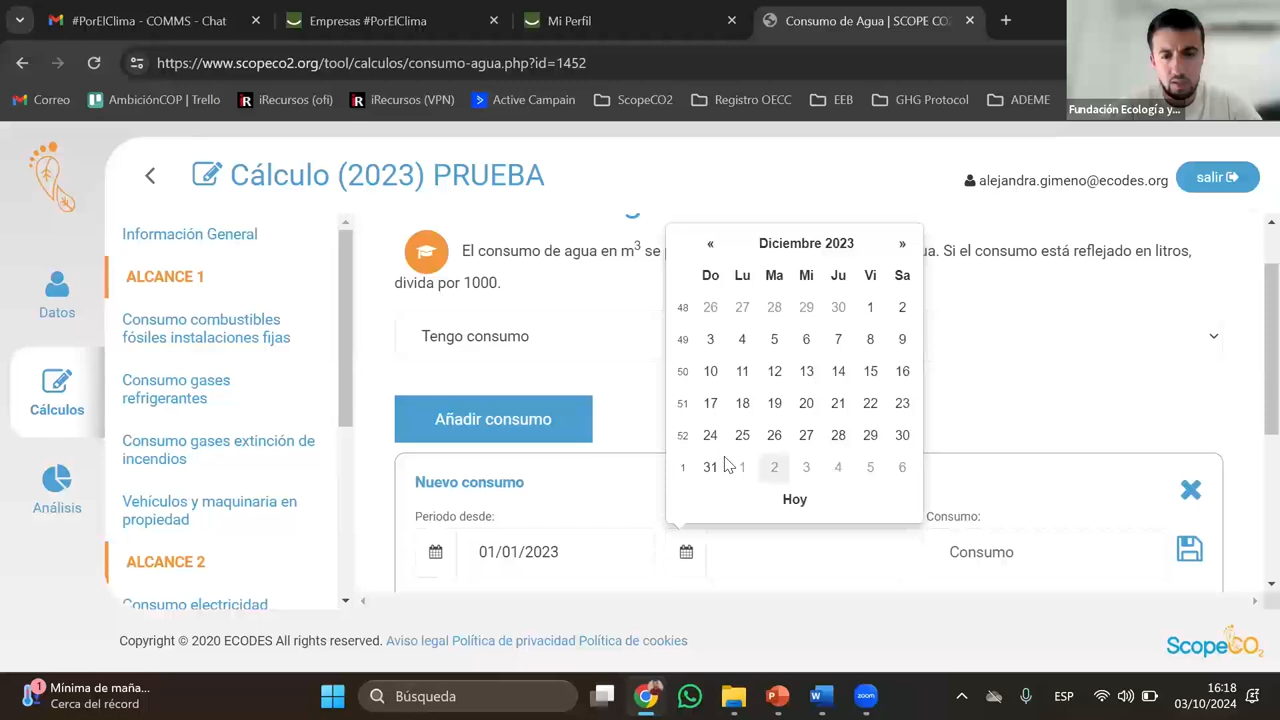 #PorElClima - COMMS - Chat
Empresas #PorElClima
Mi Perfil
Consumo de Agua | SCOPE CO
https://www.scopeco2.org/tool/calculos/consumo-agua.php?id=1452
Correo
AmbiciónCOP | Trello
iRecursos (ofi)
iRecursos (VPN)
Active Campain
ScopeCO2
Registro OECC
EEB
GHG Protocol
ADEME
Fundación Ecología y...
Cálculo (2023) PRUEBA
alejandra.gimeno@ecodes.org
salir
Datos
Cálculos
Análisis
Información General
ALCANCE 1
Consumo combustibles
fósiles instalaciones fijas
Consumo gases
refrigerantes
Consumo gases extinción de
incendios
Vehículos y maquinaria en
propiedad
ALCANCE 2
Consumo electricidad
El consumo de agua en m³ se
ua. Si el consumo está reflejado en litros,
divida por 1000.
Tengo consumo
Añadir consumo
« Diciembre 2023 »
Do Lu Ma Mi Ju Vi Sa
48 26 27 28 29 30 1 2
49 3 4 5 6 7 8 9
50 10 11 12 13 14 15 16
51 17 18 19 20 21 22 23
52 24 25 26 27 28 29 30
1 31 1 2 3 4 5 6
Hoy
Nuevo consumo
Periodo desde:
01/01/2023
Consumo:
Consumo
Copyright © 2020 ECODES All rights reserved. Aviso legal Política de privacidad Política de cookies
ScopeCO2
1
Mínima de maña...
Cerca del récord
Búsqueda
zoom
ESP
16:18
03/10/2024